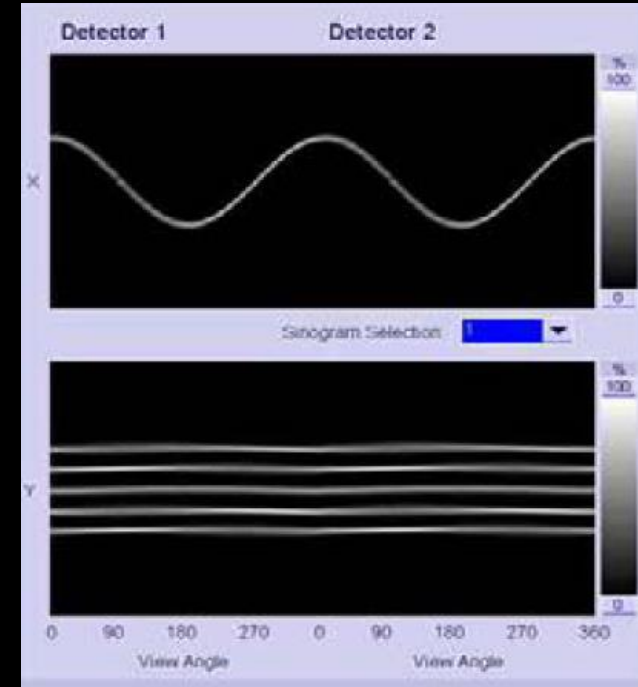 Detector 1 Detector 2
%
100
X
0
Sinogram Selection 1
%
100
Y
0
0 90 180 270 0 90 180 270 360
View Angle View Angle